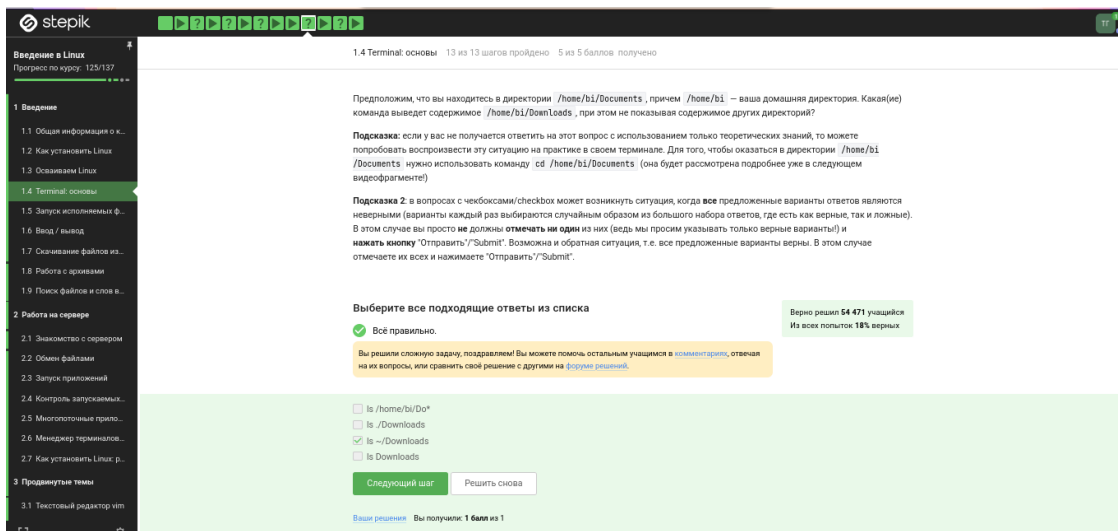 stepik
ТГ
Введение в Linux
Прогресс по курсу: 125/137
1 Введение
1.1 Общая информация о к...
1.2 Как установить Linux
1.3 Осваиваем Linux
1.4 Terminal: основы
1.5 Запуск исполняемых ф...
1.6 Ввод / вывод
1.7 Скачивание файлов из...
1.8 Работа с архивами
1.9 Поиск файлов и слов в...
2 Работа на сервере
2.1 Знакомство с сервером
2.2 Обмен файлами
2.3 Запуск приложений
2.4 Контроль запускаемых...
2.5 Многопоточные прило...
2.6 Менеджер терминалов...
2.7 Как установить Linux: р...
3 Продвинутые темы
3.1 Текстовый редактор vim
1.4 Terminal: основы 13 из 13 шагов пройдено 5 из 5 баллов получено
Предположим, что вы находитесь в директории /home/bi/Documents , причем /home/bi — ваша домашняя директория. Какая(ие)
команда выведет содержимое /home/bi/Downloads , при этом не показывая содержимое других директорий?
Подсказка: если у вас не получается ответить на этот вопрос с использованием только теоретических знаний, то можете
попробовать воспроизвести эту ситуацию на практике в своем терминале. Для того, чтобы оказаться в директории /home/bi
/Documents нужно использовать команду cd /home/bi/Documents (она будет рассмотрена подробнее уже в следующем
видеофрагменте!)
Подсказка 2: в вопросах с чекбоксами/checkbox может возникнуть ситуация, когда все предложенные варианты ответов являются
неверными (варианты каждый раз выбираются случайным образом из большого набора ответов, где есть как верные, так и ложные).
В этом случае вы просто не должны отмечать ни один из них (ведь мы просим указывать только верные варианты!) и
нажать кнопку "Отправить"/"Submit". Возможна и обратная ситуация, т.е. все предложенные варианты верны. В этом случае
отмечаете их всех и нажимаете "Отправить"/"Submit".
Выберите все подходящие ответы из списка
Всё правильно.
Вы решили сложную задачу, поздравляем! Вы можете помочь остальным учащимся в комментариях, отвечая
на их вопросы, или сравнить своё решение с другими на форуме решений.
Верно решил 54 471 учащийся
Из всех попыток 18% верных
ls /home/bi/Do*
ls ./Downloads
ls ~/Downloads
ls Downloads
Следующий шаг
Решить снова
Ваши решения Вы получили: 1 балл из 1